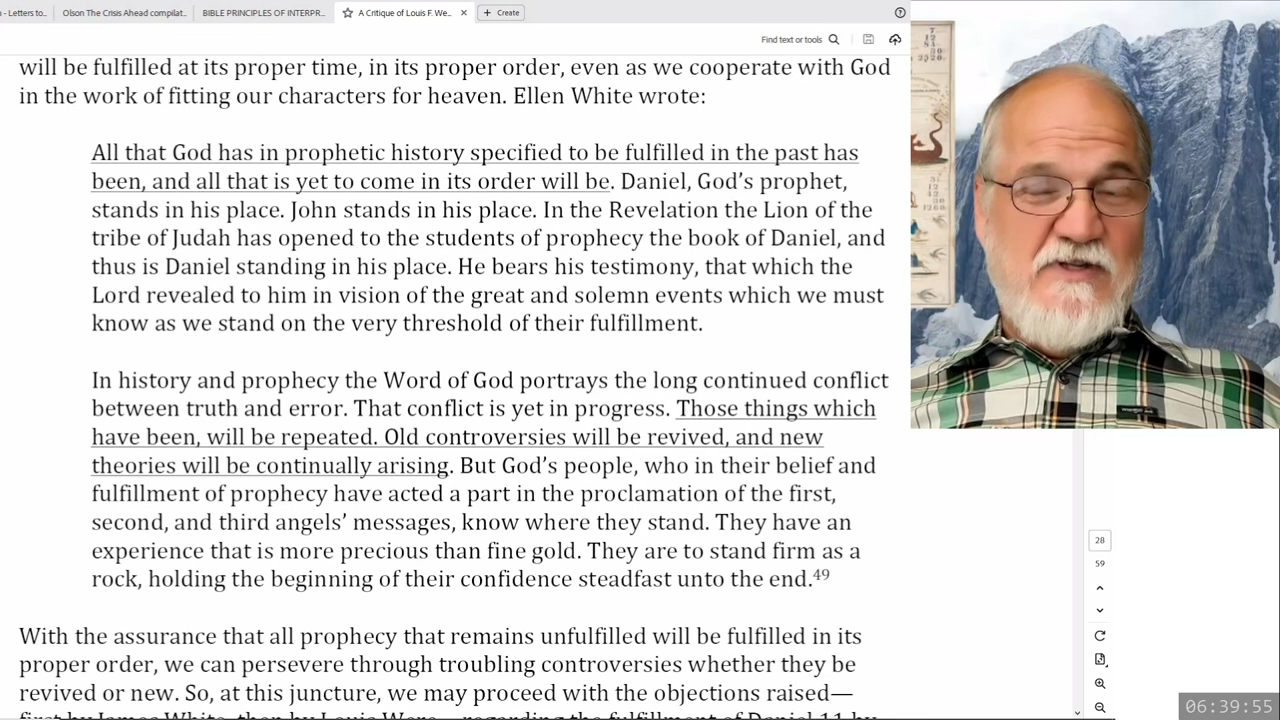 - Letters to...
Olson The Crisis Ahead compilat...
BIBLE PRINCIPLES OF INTERPR...
A Critique of Louis F. We...
Create
Find text or tools
will be fulfilled at its proper time, in its proper order, even as we cooperate with God
in the work of fitting our characters for heaven. Ellen White wrote:
All that God has in prophetic history specified to be fulfilled in the past has
been, and all that is yet to come in its order will be. Daniel, God's prophet,
stands in his place. John stands in his place. In the Revelation the Lion of the
tribe of Judah has opened to the students of prophecy the book of Daniel, and
thus is Daniel standing in his place. He bears his testimony, that which the
Lord revealed to him in vision of the great and solemn events which we must
know as we stand on the very threshold of their fulfillment.
In history and prophecy the Word of God portrays the long continued conflict
between truth and error. That conflict is yet in progress. Those things which
have been, will be repeated. Old controversies will be revived, and new
theories will be continually arising. But God's people, who in their belief and
fulfillment of prophecy have acted a part in the proclamation of the first,
second, and third angels' messages, know where they stand. They have an
experience that is more precious than fine gold. They are to stand firm as a
rock, holding the beginning of their confidence steadfast unto the end.49
With the assurance that all prophecy that remains unfulfilled will be fulfilled in its
proper order, we can persevere through troubling controversies whether they be
revived or new. So, at this juncture, we may proceed with the objections raised—
first by James White, then by Louis Were—regarding the fulfillment of Daniel 11 by
28
59
06:39:55